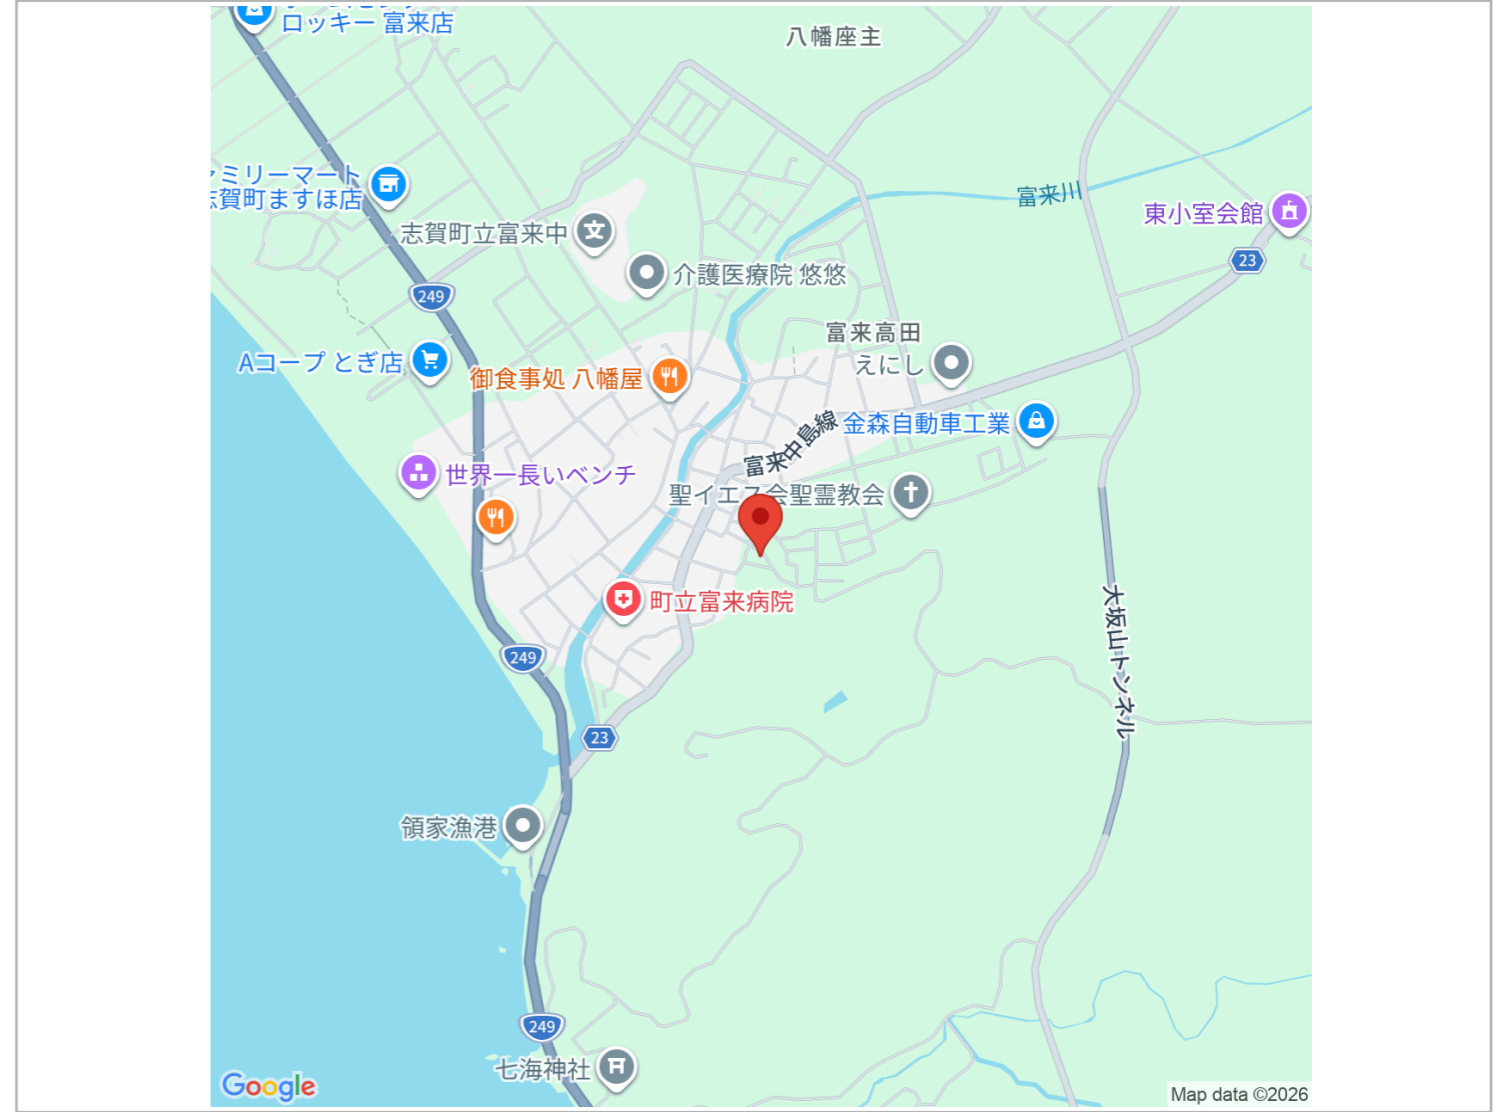 ロッキー 富来店
八幡座主
ミリーマート
志賀町ますほ店
富来川
東小室会館
志賀町立富来中
23
介護医療院 悠悠
249
富来高田
えにし
Aコープ とぎ店
御食事処 八幡屋
富来中島線
金森自動車工業
世界一長いベンチ
聖イエス会聖霊教会
町立富来病院
大坂山トンネル
249
23
領家漁港
249
七海神社
Google
Map data ©2026